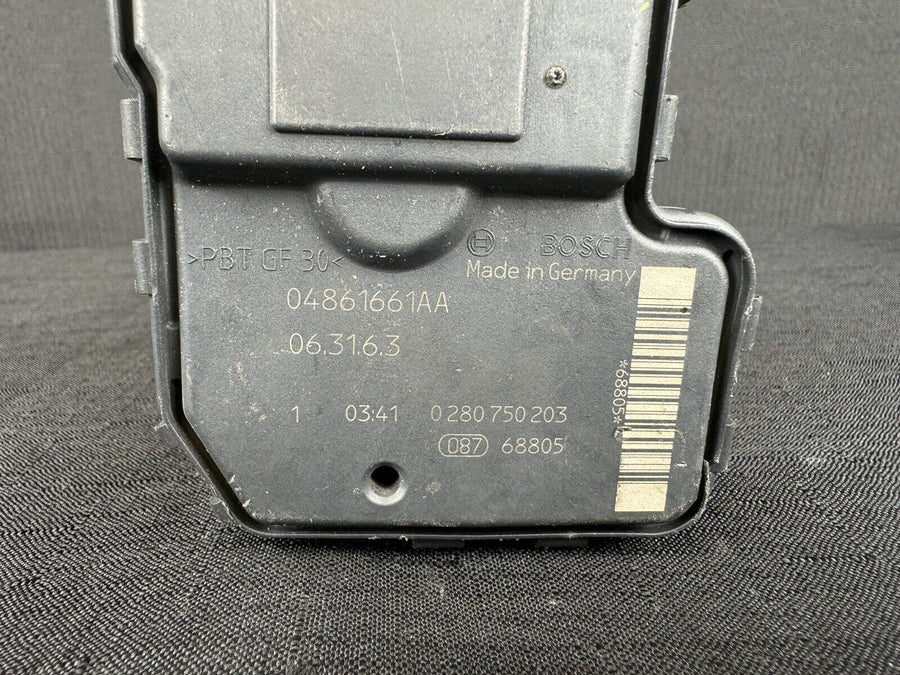 BOSCH
>PBT GF 30<
Made in Germany
04861661AA
06.31.6.3
1 03:41 0 280 750 203
087 68805
*68805*